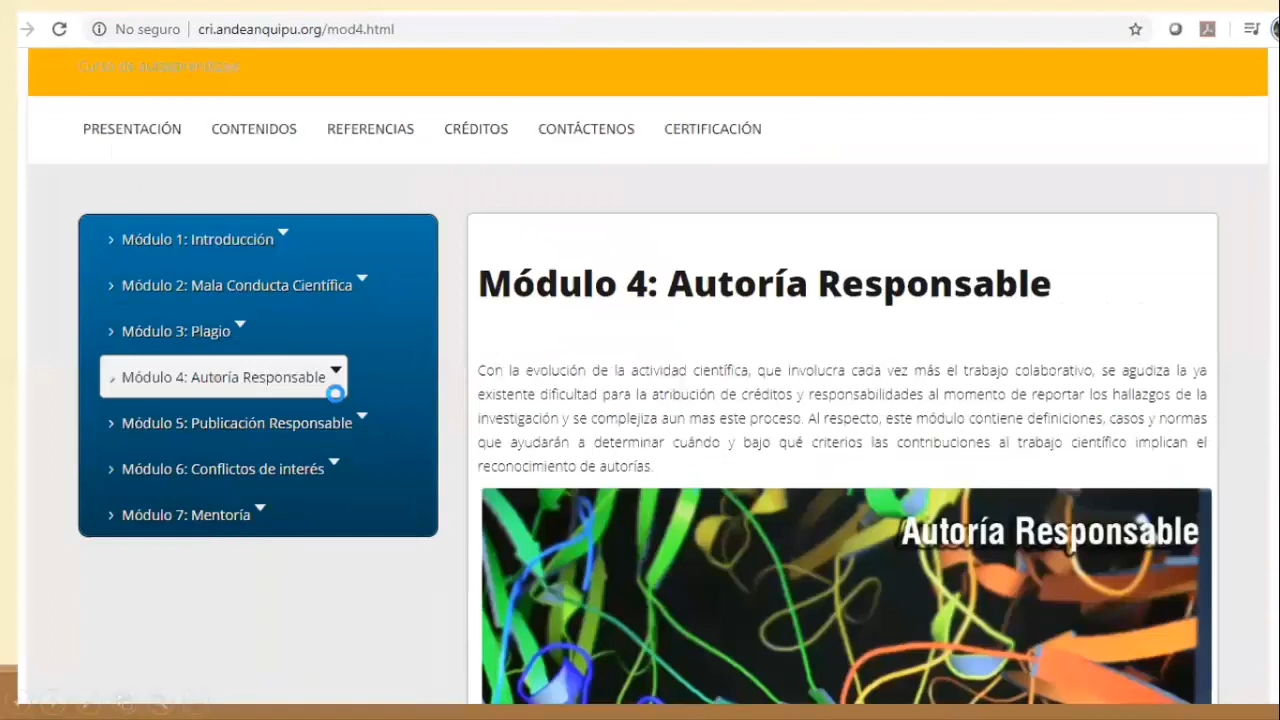 No seguro
cri.andeanquipu.org/mod4.html
Curso de autoaprendizaje
PRESENTACIÓN CONTENIDOS REFERENCIAS CRÉDITOS CONTÁCTENOS CERTIFICACIÓN
Módulo 1: Introducción
Módulo 2: Mala Conducta Científica
Módulo 3: Plagio
Módulo 4: Autoría Responsable
Módulo 5: Publicación Responsable
Módulo 6: Conflictos de interés
Módulo 7: Mentoría
Módulo 4: Autoría Responsable
Con la evolución de la actividad científica, que involucra cada vez más el trabajo colaborativo, se agudiza la ya
existente dificultad para la atribución de créditos y responsabilidades al momento de reportar los hallazgos de la
investigación y se complejiza aun mas este proceso. Al respecto, este módulo contiene definiciones, casos y normas
que ayudarán a determinar cuándo y bajo qué criterios las contribuciones al trabajo científico implican el
reconocimiento de autorías.
Autoría Responsable